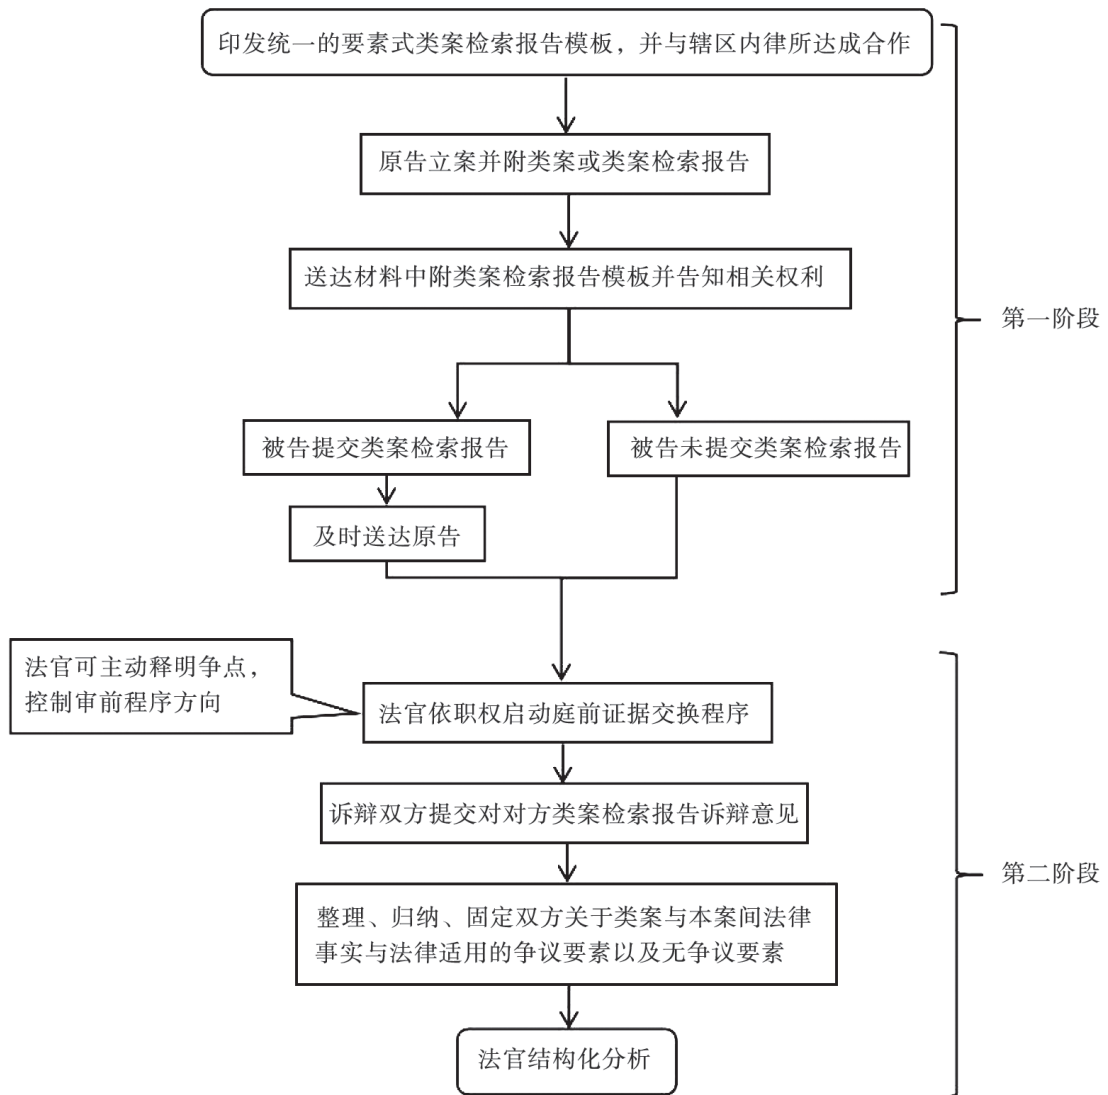 印发统一的要素式类案检索报告模板，并与辖区内律所达成合作
原告立案并附类案或类案检索报告
送达材料中附类案检索报告模板并告知相关权利
第一阶段
被告提交类案检索报告
被告未提交类案检索报告
及时送达原告
法官可主动释明争点，
控制审前程序方向
法官依职权启动庭前证据交换程序
诉辩双方提交对对方类案检索报告诉辩意见
第二阶段
整理、归纳、固定双方关于类案与本案间法律
事实与法律适用的争议要素以及无争议要素
法官结构化分析